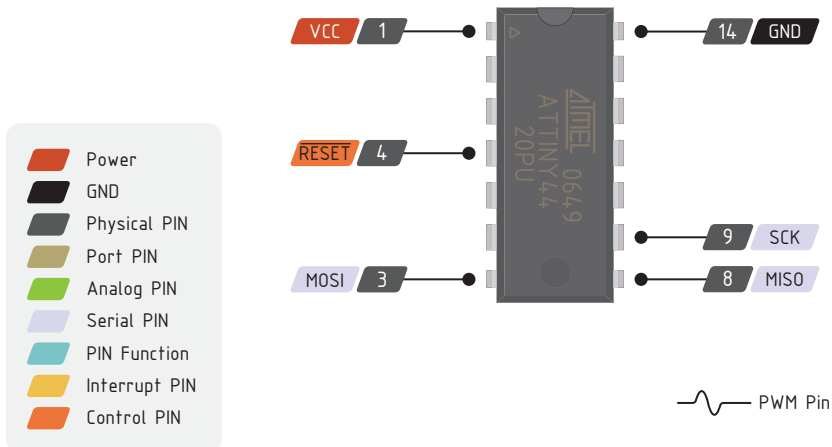 VCC 1
14 GND
RESET 4
9 SCK
MOSI 3
8 MISO
ATMEL 0649
ATTINY44
20PU
Power
GND
Physical PIN
Port PIN
Analog PIN
Serial PIN
PIN Function
Interrupt PIN
Control PIN
PWM Pin